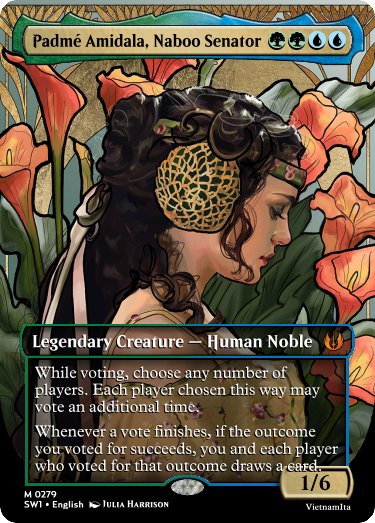 Padmé Amidala, Naboo Senator
Legendary Creature — Human Noble
While voting, choose any number of
players. Each player chosen this way may
vote an additional time.
Whenever a vote finishes, if the outcome
you voted for succeeds, you and each player
who voted for that outcome draws a card.
1/6
M 0279
SW1 • English Julia Harrison
VietnamIta